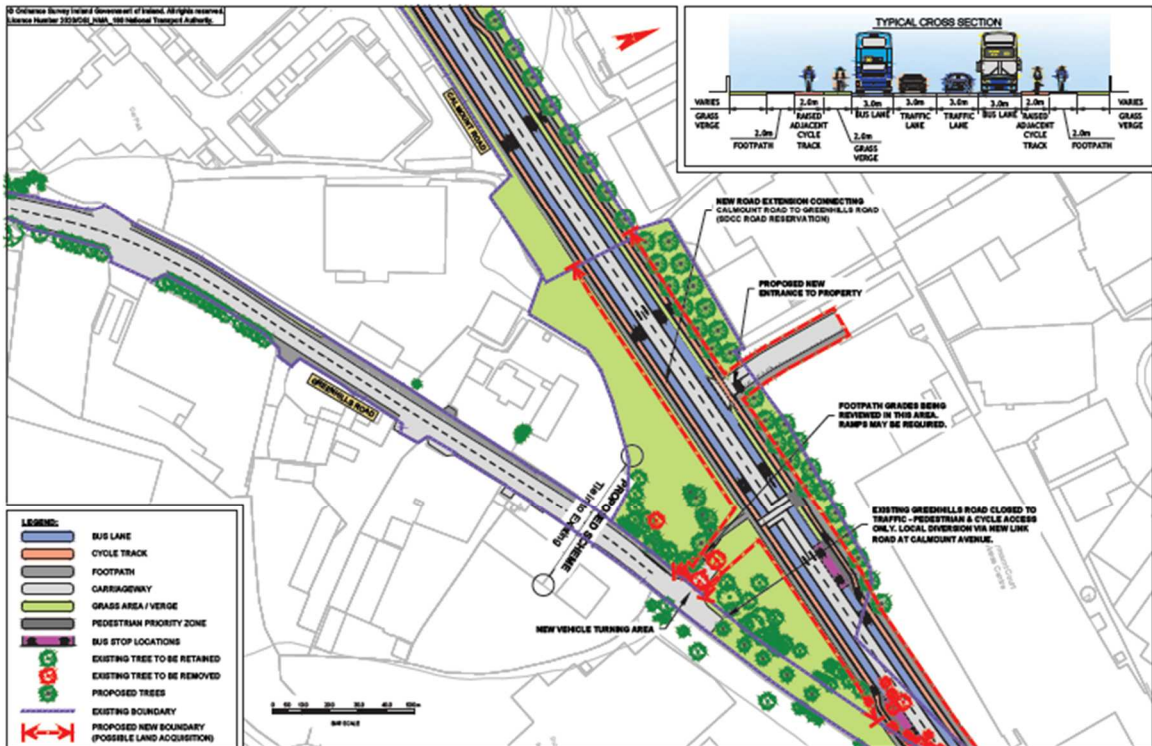 © Ordnance Survey Ireland Government of Ireland. All rights reserved.
Licence Number 2020/OSi_NMA_180 National Transport Authority.
TYPICAL CROSS SECTION
VARIES
GRASS
VERGE
2.0m
FOOTPATH
2.0m
RAISED
ADJACENT
CYCLE
TRACK
2.0m
GRASS
VERGE
3.0m
BUS LANE
3.0m
TRAFFIC
LANE
3.0m
TRAFFIC
LANE
3.0m
BUS LANE
2.0m
RAISED
ADJACENT
CYCLE
TRACK
2.0m
FOOTPATH
VARIES
GRASS
VERGE
CALMOUNT ROAD
NEW ROAD EXTENSION CONNECTING
CALMOUNT ROAD TO GREENHILLS ROAD
(SDCC ROAD RESERVATION)
PROPOSED NEW
ENTRANCE TO PROPERTY
GREENHILLS ROAD
FOOTPATH GRADES BEING
REVIEWED IN THIS AREA.
RAMPS MAY BE REQUIRED.
PROPOSED SCHEME
Tie in to Existing
EXISTING GREENHILLS ROAD CLOSED TO
TRAFFIC - PEDESTRIAN & CYCLE ACCESS
ONLY. LOCAL DIVERSION VIA NEW LINK
ROAD AT CALMOUNT AVENUE.
NEW VEHICLE TURNING AREA
LEGEND:
BUS LANE
CYCLE TRACK
FOOTPATH
CARRIAGEWAY
GRASS AREA / VERGE
PEDESTRIAN PRIORITY ZONE
BUS STOP LOCATIONS
EXISTING TREE TO BE RETAINED
EXISTING TREE TO BE REMOVED
PROPOSED TREES
EXISTING BOUNDARY
PROPOSED NEW BOUNDARY
(POSSIBLE LAND ACQUISITION)
BAR SCALE